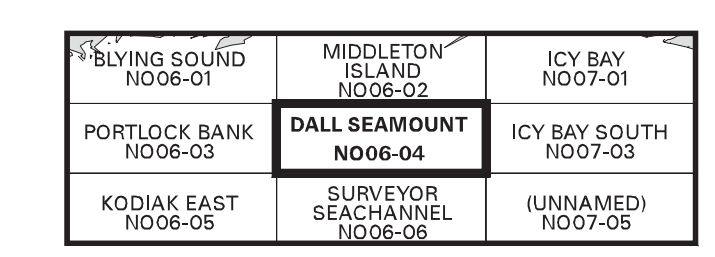 BLYING SOUND
NO06-01
MIDDLETON
ISLAND
NO06-02
ICY BAY
NO07-01
PORTLOCK BANK
NO06-03
DALL SEAMOUNT
NO06-04
ICY BAY SOUTH
NO07-03
KODIAK EAST
NO06-05
SURVEYOR
SEACHANNEL
NO06-06
(UNNAMED)
NO07-05